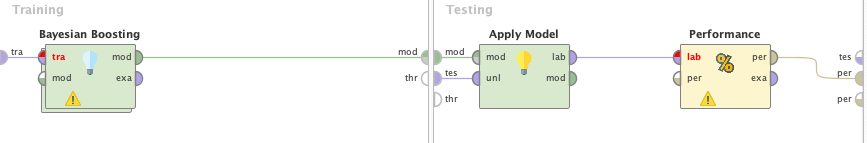 Training
Testing
Bayesian Boosting
Apply Model
Performance
tra
tra
mod
mod
mod
mod
lab
lab
per
tes
mod
exa
thr
tes
unl
mod
per
exa
per
thr
per